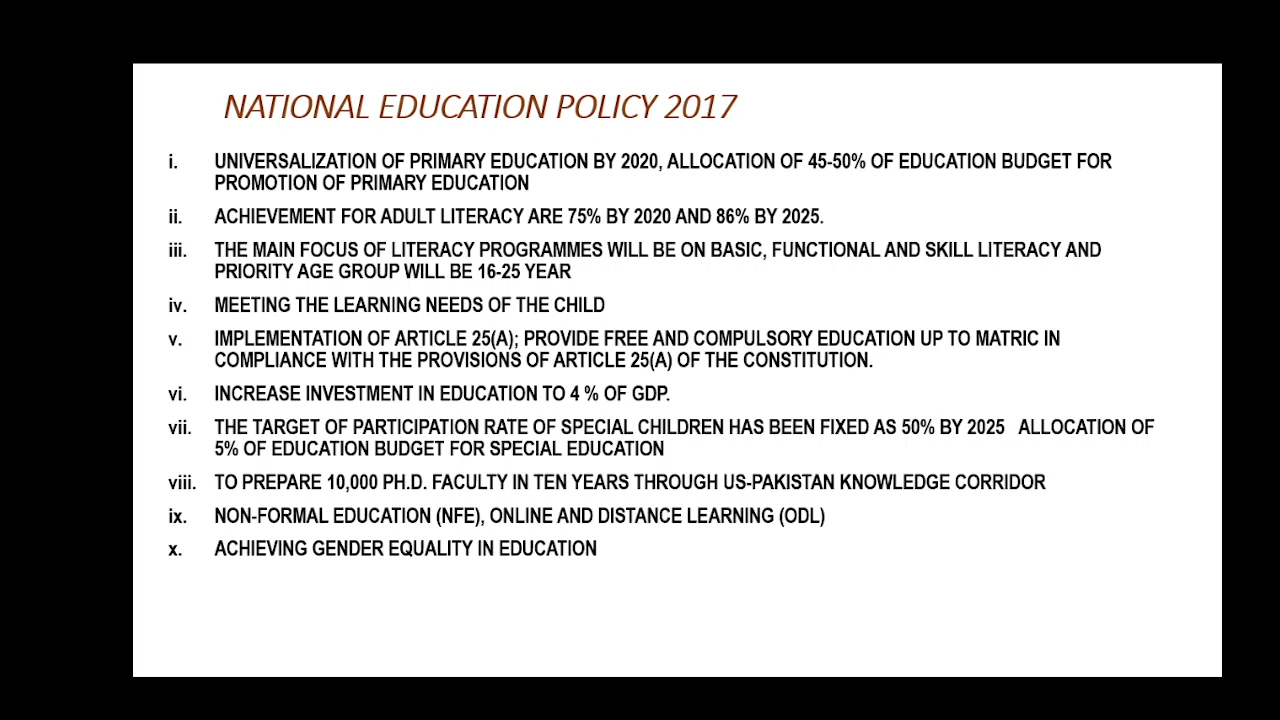 NATIONAL EDUCATION POLICY 2017
i. UNIVERSALIZATION OF PRIMARY EDUCATION BY 2020, ALLOCATION OF 45-50% OF EDUCATION BUDGET FOR
PROMOTION OF PRIMARY EDUCATION
ii. ACHIEVEMENT FOR ADULT LITERACY ARE 75% BY 2020 AND 86% BY 2025.
iii. THE MAIN FOCUS OF LITERACY PROGRAMMES WILL BE ON BASIC, FUNCTIONAL AND SKILL LITERACY AND
PRIORITY AGE GROUP WILL BE 16-25 YEAR
iv. MEETING THE LEARNING NEEDS OF THE CHILD
v. IMPLEMENTATION OF ARTICLE 25(A); PROVIDE FREE AND COMPULSORY EDUCATION UP TO MATRIC IN
COMPLIANCE WITH THE PROVISIONS OF ARTICLE 25(A) OF THE CONSTITUTION.
vi. INCREASE INVESTMENT IN EDUCATION TO 4 % OF GDP.
vii. THE TARGET OF PARTICIPATION RATE OF SPECIAL CHILDREN HAS BEEN FIXED AS 50% BY 2025 ALLOCATION OF
5% OF EDUCATION BUDGET FOR SPECIAL EDUCATION
viii. TO PREPARE 10,000 PH.D. FACULTY IN TEN YEARS THROUGH US-PAKISTAN KNOWLEDGE CORRIDOR
ix. NON-FORMAL EDUCATION (NFE), ONLINE AND DISTANCE LEARNING (ODL)
x. ACHIEVING GENDER EQUALITY IN EDUCATION